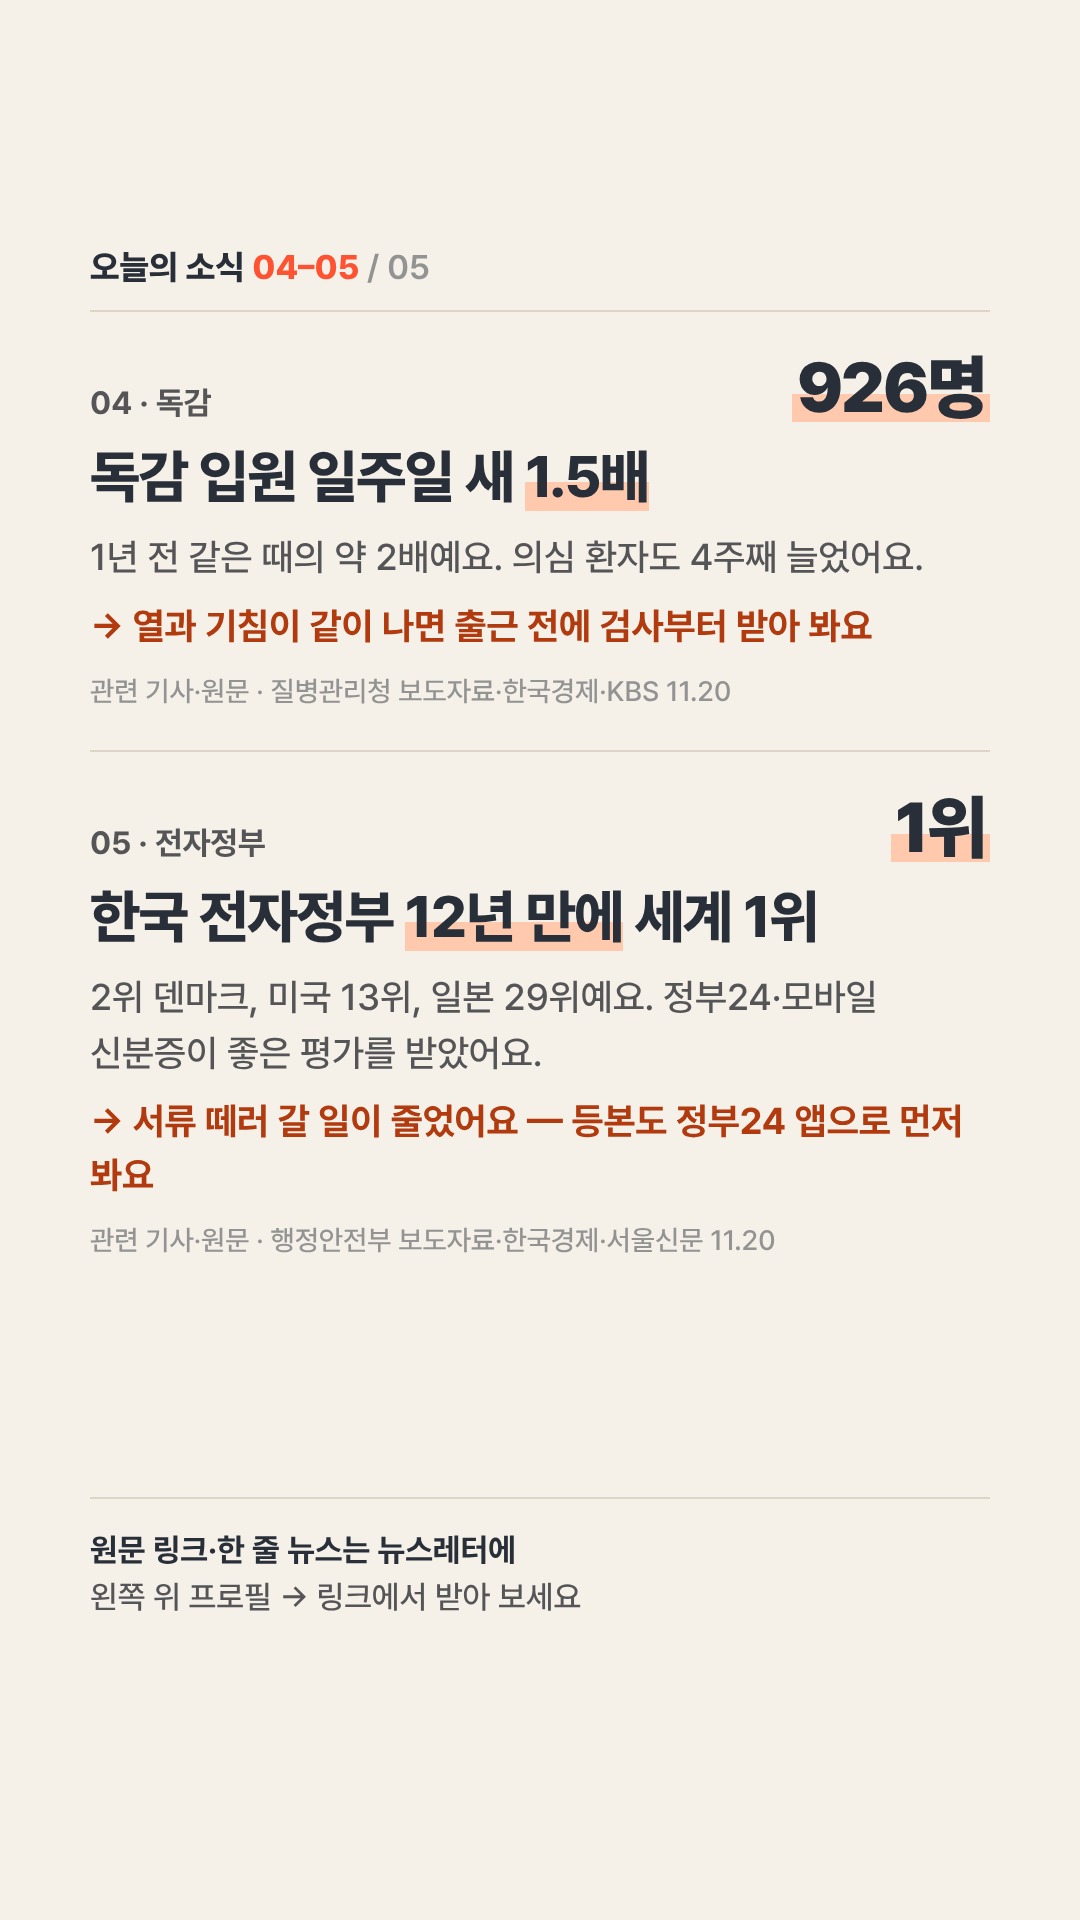 오늘의 소식 04–05 / 05
04 · 독감
926명
독감 입원 일주일 새 1.5배
1년 전 같은 때의 약 2배예요. 의심 환자도 4주째 늘었어요.
→ 열과 기침이 같이 나면 출근 전에 검사부터 받아 봐요
관련 기사·원문 · 질병관리청 보도자료·한국경제·KBS 11.20
05 · 전자정부
1위
한국 전자정부 12년 만에 세계 1위
2위 덴마크, 미국 13위, 일본 29위예요. 정부24·모바일
신분증이 좋은 평가를 받았어요.
→ 서류 떼러 갈 일이 줄었어요 — 등본도 정부24 앱으로 먼저
봐요
관련 기사·원문 · 행정안전부 보도자료·한국경제·서울신문 11.20
원문 링크·한 줄 뉴스는 뉴스레터에
왼쪽 위 프로필 → 링크에서 받아 보세요